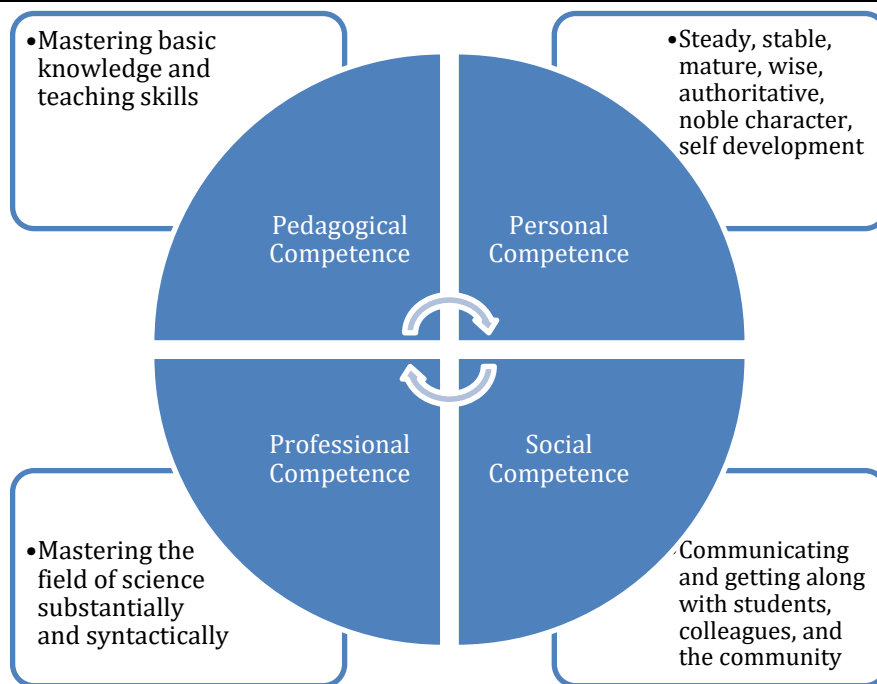 •Mastering basic
knowledge and
teaching skills
•Steady, stable,
mature, wise,
authoritative,
noble character,
self development
Pedagogical
Competence
Personal
Competence
Professional
Competence
Social
Competence
•Mastering the
field of science
substantially
and syntactically
•Communicating
and getting along
with students,
colleagues, and
the community